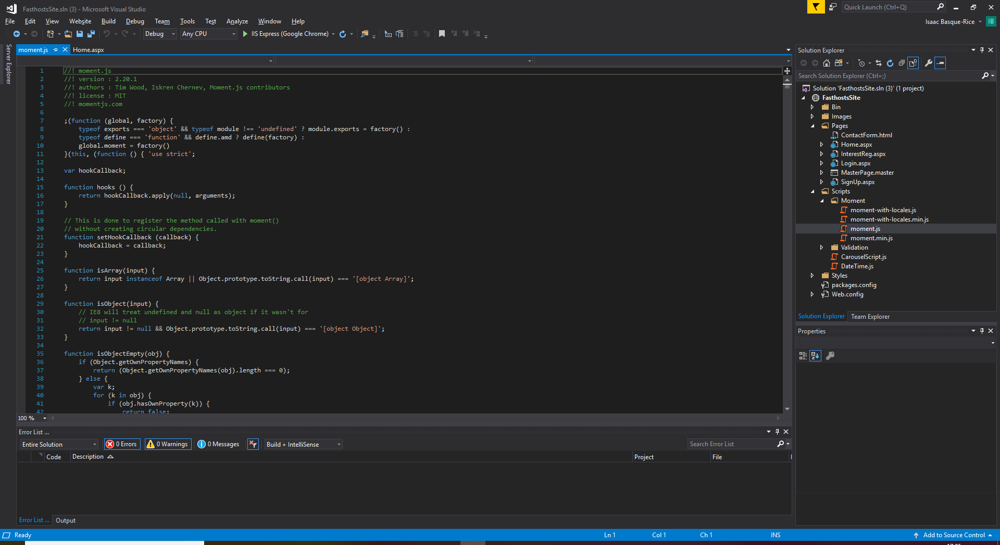 FasthostsSite.sln (3) - Microsoft Visual Studio
Quick Launch (Ctrl+Q)
File Edit View Website Build Debug Team Tools Test Analyze Window Help
Isaac Basque-Rice IB
Debug Any CPU IIS Express (Google Chrome)
Server Explorer
moment.js Home.aspx
1 //! moment.js
2 //! version : 2.20.1
3 //! authors : Tim Wood, Iskren Chernev, Moment.js contributors
4 //! license : MIT
5 //! momentjs.com
6
7 ;(function (global, factory) {
8 typeof exports === 'object' && typeof module !== 'undefined' ? module.exports = factory() :
9 typeof define === 'function' && define.amd ? define(factory) :
10 global.moment = factory()
11 }(this, (function () { 'use strict';
12
13 var hookCallback;
14
15 function hooks () {
16 return hookCallback.apply(null, arguments);
17 }
18
19 // This is done to register the method called with moment()
20 // without creating circular dependencies.
21 function setHookCallback (callback) {
22 hookCallback = callback;
23 }
24
25 function isArray(input) {
26 return input instanceof Array || Object.prototype.toString.call(input) === '[object Array]';
27 }
28
29 function isObject(input) {
30 // IE8 will treat undefined and null as object if it wasn't for
31 // input != null
32 return input != null && Object.prototype.toString.call(input) === '[object Object]';
33 }
34
35 function isObjectEmpty(obj) {
36 if (Object.getOwnPropertyNames) {
37 return (Object.getOwnPropertyNames(obj).length === 0);
38 } else {
39 var k;
40 for (k in obj) {
41 if (obj.hasOwnProperty(k)) {
42 return false;
100 %
Error List ...
Entire Solution 0 Errors 0 Warnings 0 Messages Build + IntelliSense Search Error List
Code Description Project File
Error List ... Output
Solution Explorer
Search Solution Explorer (Ctrl+;)
Solution 'FasthostsSite.sln (3)' (1 project)
FasthostsSite
Bin
Images
Pages
ContactForm.html
Home.aspx
InterestReg.aspx
Login.aspx
MasterPage.master
SignUp.aspx
Scripts
Moment
moment-with-locales.js
moment-with-locales.min.js
moment.js
moment.min.js
Validation
CarouselScript.js
DateTime.js
Styles
packages.config
Web.config
Solution Explorer Team Explorer
Properties
Ready Ln 1 Col 1 Ch 1 INS Add to Source Control